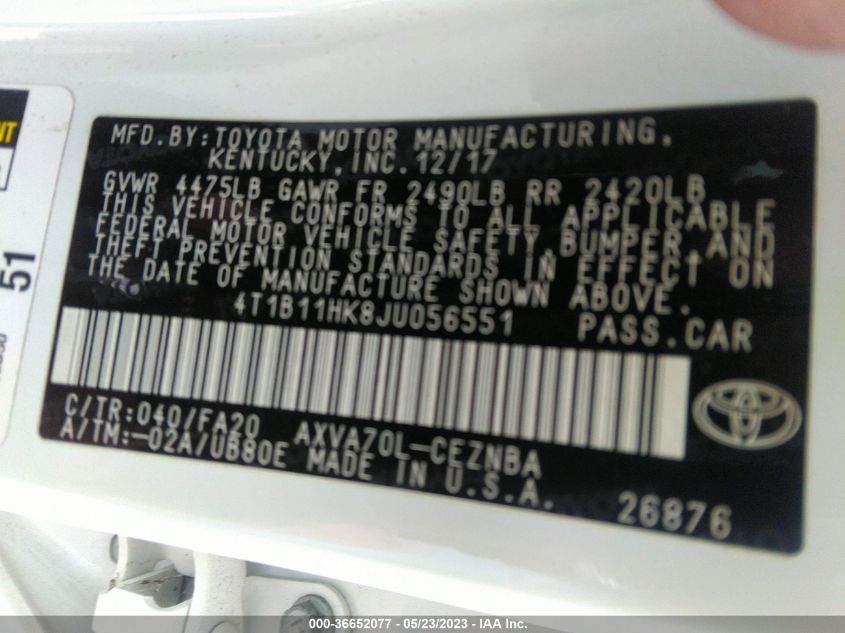 MFD.BY:TOYOTA MOTOR MANUFACTURING,
KENTUCKY,INC.12/17
GVWR 4475LB GAWR FR 2490LB RR 2420LB
THIS VEHICLE CONFORMS TO ALL APPLICABLE
FEDERAL MOTOR VEHICLE SAFETY,BUMPER,AND
THEFT PREVENTION STANDARDS IN EFFECT ON
THE DATE OF MANUFACTURE SHOWN ABOVE.
4T1B11HK8JU056551 PASS.CAR
C/TR:040/FA20 AXVA70L-CEZNBA
A/TM:-02A/UB80E MADE IN U.S.A.
26876
51
000-36652077 - 05/23/2023 - IAA Inc.